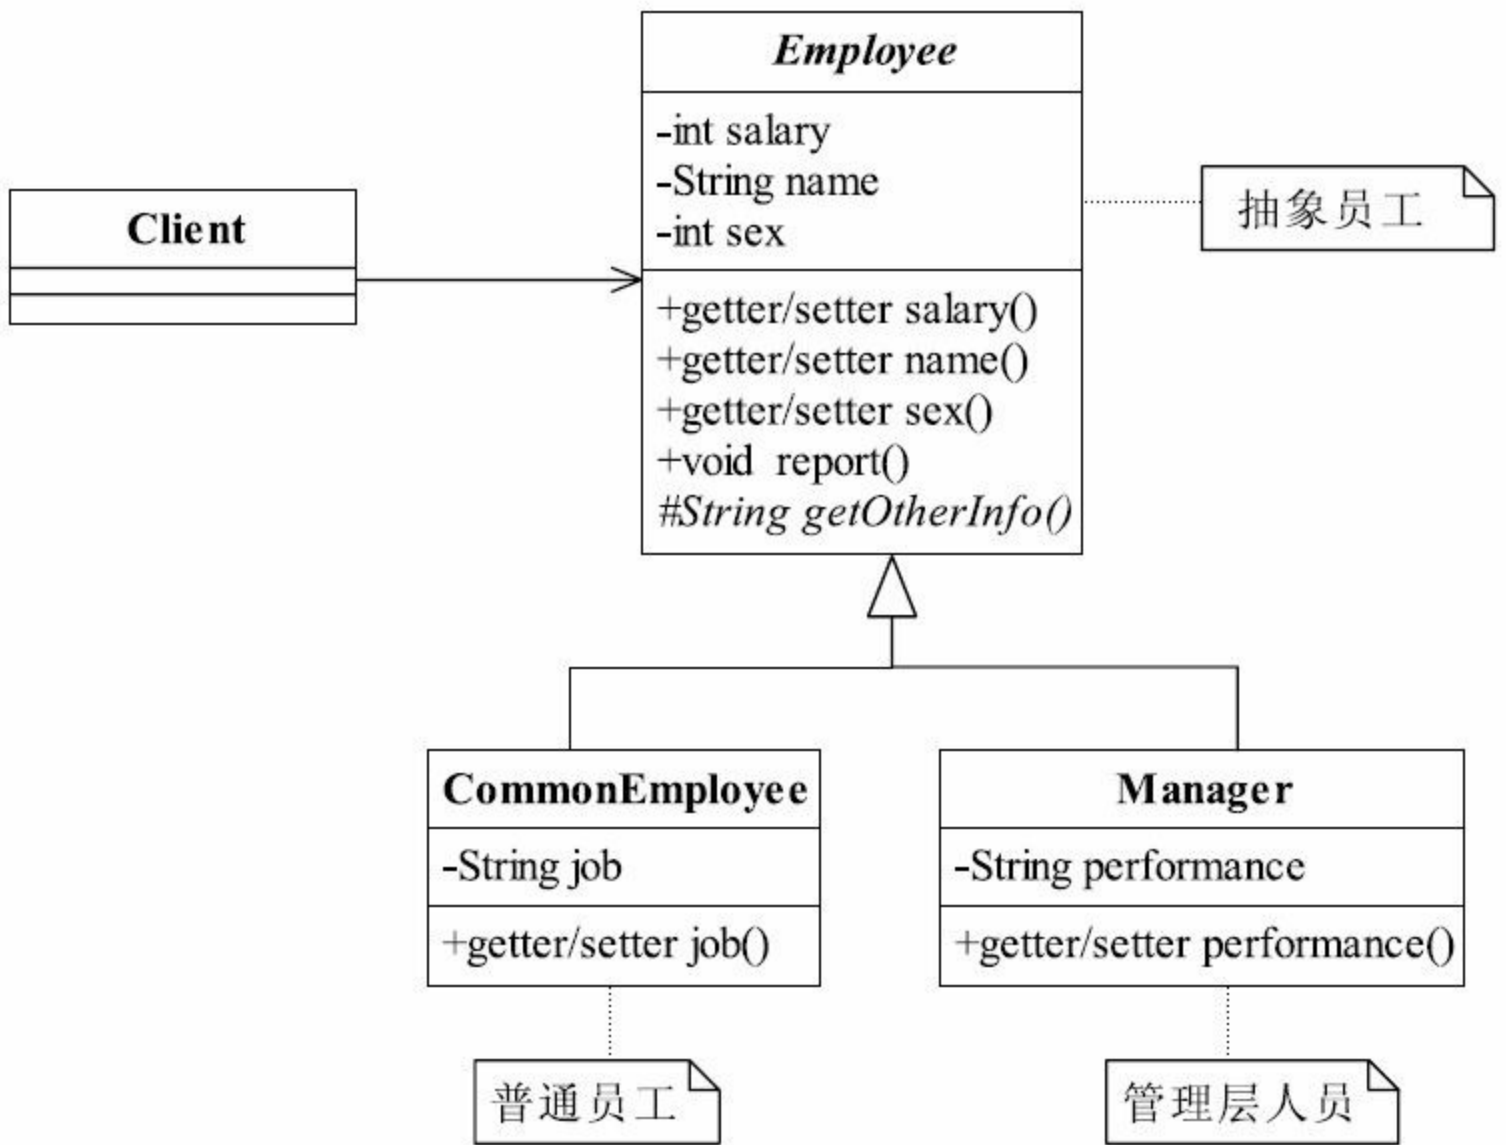 Employee
-int salary
-String name
-int sex
+getter/setter salary()
+getter/setter name()
+getter/setter sex()
+void report()
#String getOtherInfo()
Client
抽象员工
CommonEmployee
-String job
+getter/setter job()
普通员工
Manager
-String performance
+getter/setter performance()
管理层人员